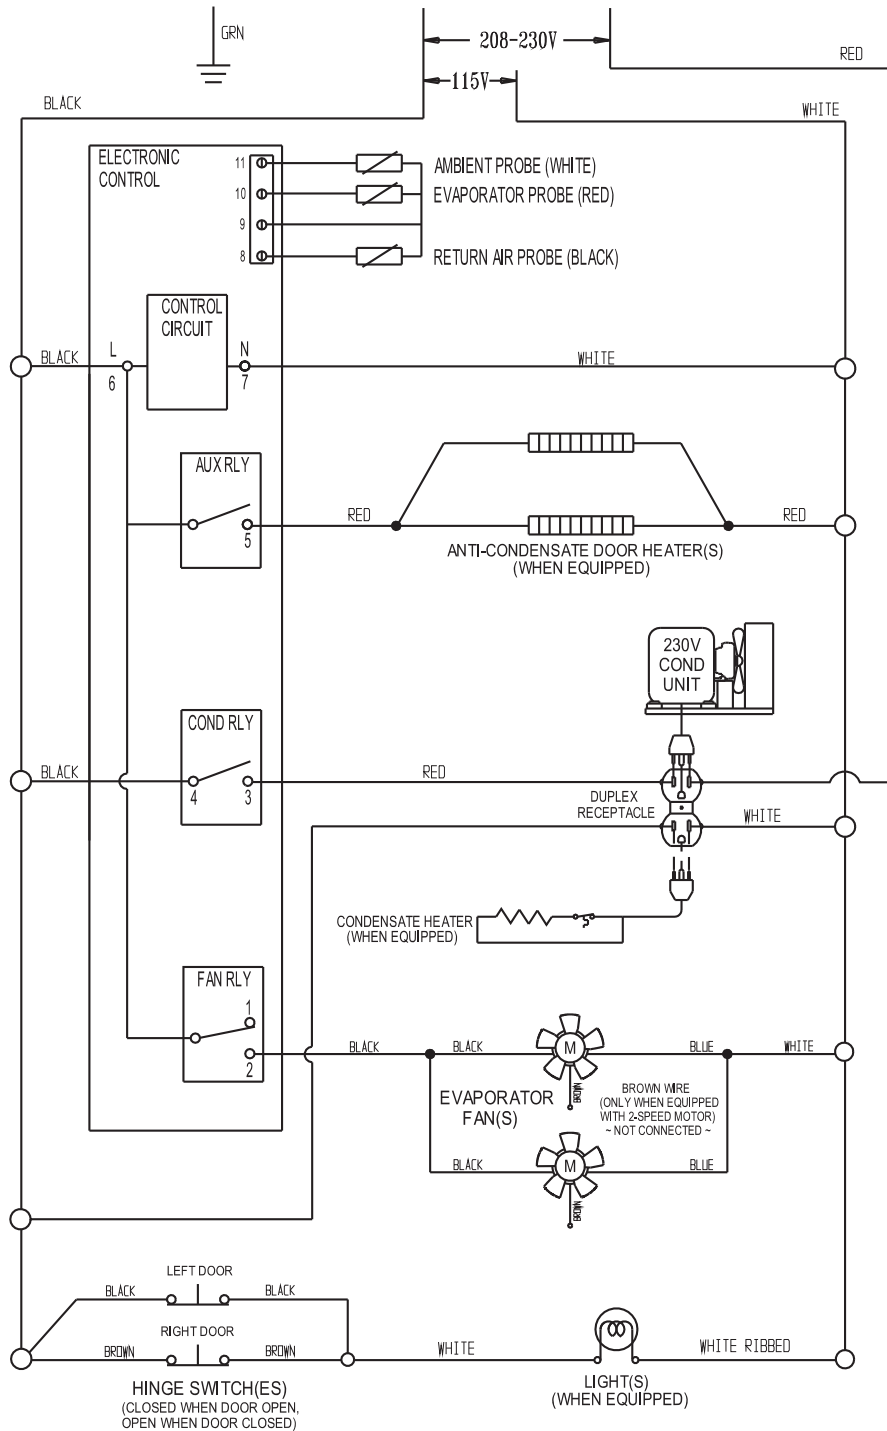 GRN
208-230V
RED
115V
BLACK
WHITE
ELECTRONIC
CONTROL
11
AMBIENT PROBE (WHITE)
10
EVAPORATOR PROBE (RED)
9
8
RETURN AIR PROBE (BLACK)
CONTROL
CIRCUIT
BLACK
L
N
WHITE
6
7
AUX RLY
RED
RED
5
ANTI-CONDENSATE DOOR HEATER(S)
(WHEN EQUIPPED)
230V
COND
UNIT
COND RLY
BLACK
RED
4
3
DUPLEX
RECEPTACLE
WHITE
CONDENSATE HEATER
(WHEN EQUIPPED)
FAN RLY
1
2
BLACK
BLACK
M
BLUE
WHITE
BROWN
EVAPORATOR
FAN(S)
BROWN WIRE
(ONLY WHEN EQUIPPED
WITH 2-SPEED MOTOR)
~ NOT CONNECTED ~
BLACK
M
BLUE
BROWN
LEFT DOOR
BLACK
BLACK
RIGHT DOOR
BROWN
BROWN
WHITE
WHITE RIBBED
HINGE SWITCH(ES)
(CLOSED WHEN DOOR OPEN,
OPEN WHEN DOOR CLOSED)
LIGHT(S)
(WHEN EQUIPPED)